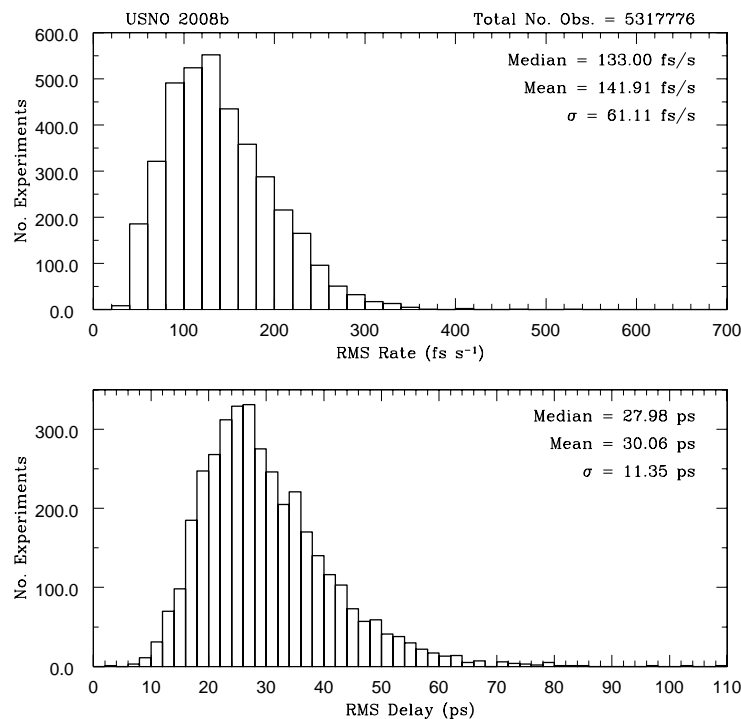 USNO 2008b Total No. Obs. = 5317776
600.0
500.0
400.0
300.0
200.0
100.0
0.0
No. Experiments
Median = 133.00 fs/s
Mean = 141.91 fs/s
σ = 61.11 fs/s
0 100 200 300 400 500 600 700
RMS Rate (fs s⁻¹)
300.0
200.0
100.0
0.0
No. Experiments
Median = 27.98 ps
Mean = 30.06 ps
σ = 11.35 ps
0 10 20 30 40 50 60 70 80 90 100 110
RMS Delay (ps)